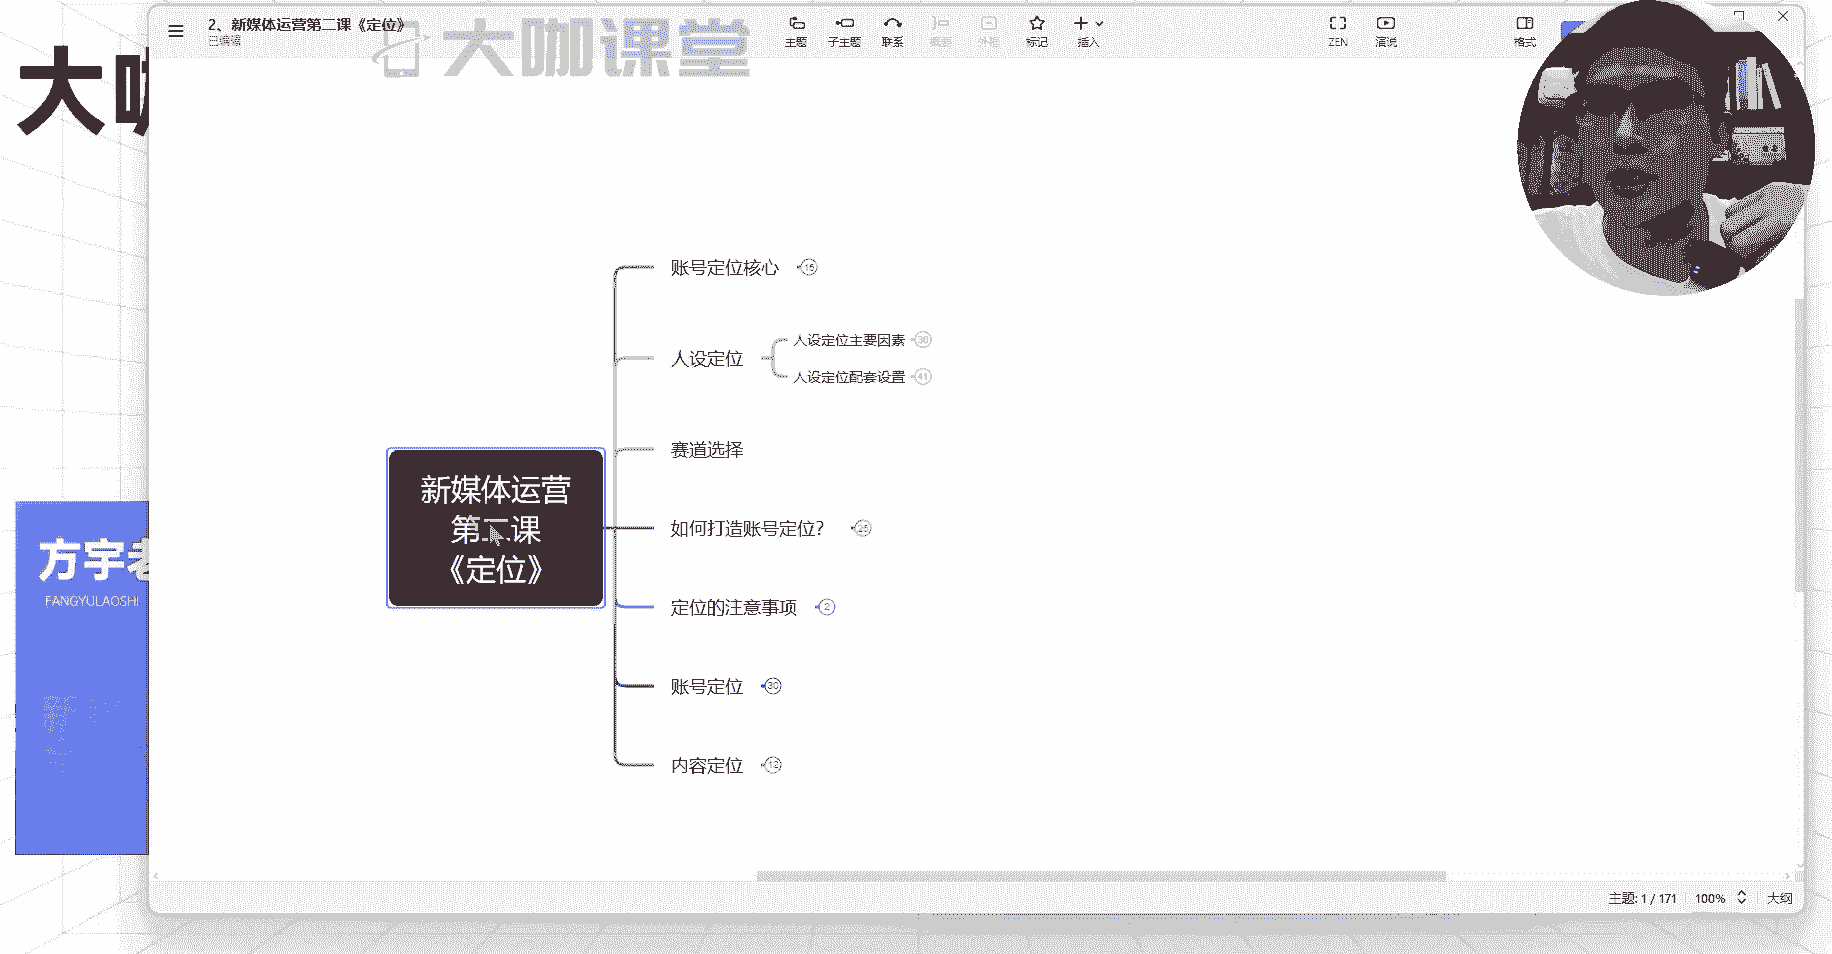 2、新媒体运营第二课《定位》
已编辑
大咖课堂
主题
子主题
联系
概要
外框
标记
插入
ZEN
演说
格式
大咖
账号定位核心 15
人设定位
人设定位主要因素 36
人设定位配套设置 41
赛道选择
新媒体运营
第二课
《定位》
如何打造账号定位? 25
定位的注意事项 2
账号定位 30
内容定位 12
方宇老
FANGYULAOSHI
主题: 1 / 171
100%
大纲